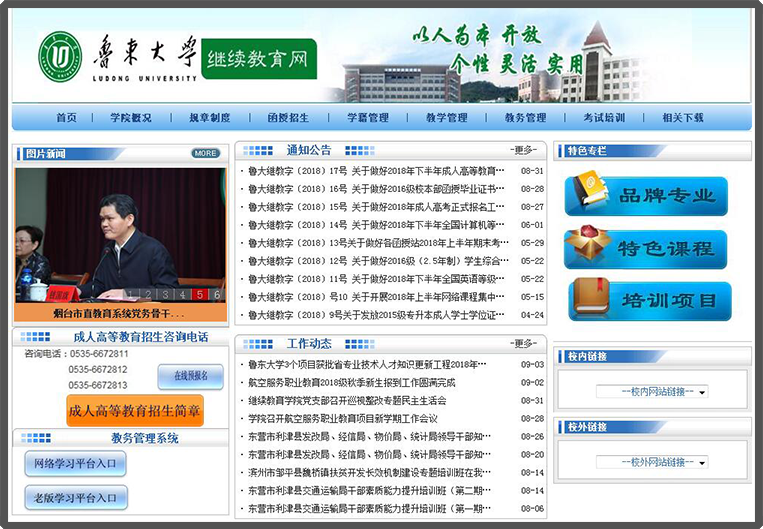 魯東大學
LUDONG UNIVERSITY
继续教育网
以人为本 开放
个性 灵活 实用
首页 | 学院概况 | 规章制度 | 函授招生 | 学籍管理 | 教学管理 | 教务管理 | 考试培训 | 相关下载
图片新闻 MORE
1 2 3 4 5 6
烟台市直教育系统党务骨干...
成人高等教育招生咨询电话
咨询电话：0535-6672811
0535-6672812
0535-6672813
在线预报名
成人高等教育招生简章
教务管理系统
网络学习平台入口
老版学习平台入口
通知公告 -更多-
· 鲁大继教字（2018）17号 关于做好2018年下半年成人高等教育… 08-31
· 鲁大继教字（2018）16号 关于做好2016级校本部函授毕业证书… 08-28
· 鲁大继教字（2018）15号 关于做好2018年成人高考正式报名工… 08-27
· 鲁大继教字（2018）14号 关于做好2018年下半年全国计算机等… 06-01
· 鲁大继教字（2018）13号关于做好各函授站2018年上半年期末考… 05-29
· 鲁大继教字（2018）12号 关于做好2016级（2.5年制）学生综合… 05-22
· 鲁大继教字（2018）11号 关于做好2018年下半年全国英语等级… 05-22
· 鲁大继教字（2018）号10 关于开展2018年上半年网络课程集中… 05-15
· 鲁大继教字（2018）9号关于发放2015级专升本成人学士学位证… 04-24
工作动态 -更多-
· 鲁东大学3个项目获批省专业技术人才知识更新工程2018年… 09-03
· 航空服务职业教育2018级秋季新生报到工作圆满完成 09-02
· 继续教育学院党支部召开巡视整改专题民主生活会 08-31
· 学院召开航空服务职业教育项目新学期工作会议 08-28
· 东营市利津县发改局、经信局、物价局、统计局领导干部知… 08-26
· 东营市利津县发改局、经信局、物价局、统计局领导干部知… 08-20
· 滨州市邹平县魏桥镇扶贫开发长效机制建设专题培训班在我… 08-14
· 东营市利津县交通运输局干部素质能力提升培训班（第二期… 08-14
· 东营市利津县交通运输局干部素质能力提升培训班（第一期… 08-06
特色专栏
品牌专业
特色课程
培训项目
校内链接
--校内网站链接--
校外链接
--校外网站链接--